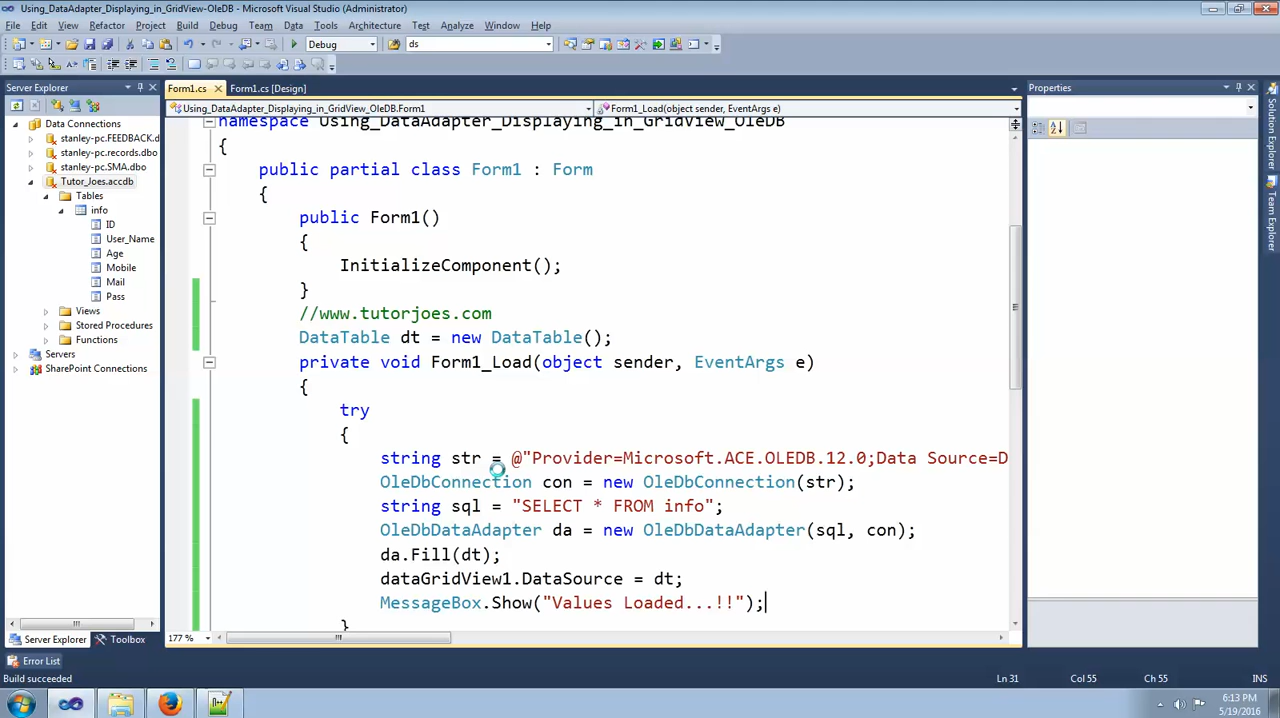 Using_DataAdapter_Displaying_in_GridView-OleDB - Microsoft Visual Studio (Administrator)
File Edit View Refactor Project Build Debug Team Data Tools Architecture Test Analyze Window Help
Debug ds
Server Explorer
Form1.cs Form1.cs [Design]
Properties
Using_DataAdapter_Displaying_in_GridView_OleDB.Form1 Form1_Load(object sender, EventArgs e)
Data Connections
stanley-pc.FEEDBACK.d
stanley-pc.records.dbo
stanley-pc.SMA.dbo
Tutor_Joes.accdb
Tables
info
ID
User_Name
Age
Mobile
Mail
Pass
Views
Stored Procedures
Functions
Servers
SharePoint Connections
namespace Using_DataAdapter_Displaying_in_GridView_OleDB
{
public partial class Form1 : Form
{
public Form1()
{
InitializeComponent();
}
//www.tutorjoes.com
DataTable dt = new DataTable();
private void Form1_Load(object sender, EventArgs e)
{
try
{
string str = @"Provider=Microsoft.ACE.OLEDB.12.0;Data Source=D
OleDbConnection con = new OleDbConnection(str);
string sql = "SELECT * FROM info";
OleDbDataAdapter da = new OleDbDataAdapter(sql, con);
da.Fill(dt);
dataGridView1.DataSource = dt;
MessageBox.Show("Values Loaded...!!");
}
Solution Explorer
Team Explorer
177 %
Server Explorer Toolbox
Error List
Build succeeded Ln 31 Col 55 Ch 55 INS
6:13 PM
5/19/2016